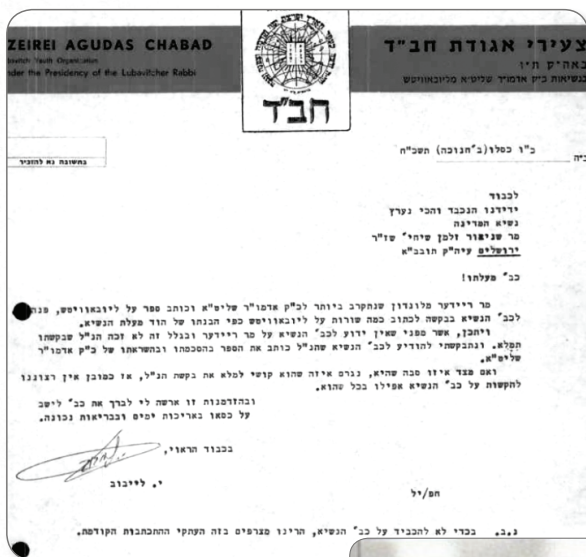 ZEIREI AGUDAS CHABAD
Youth Organization
der the Presidency of the Lubavitcher Rabbi
צעירי אגודת חב"ד
באה"ק ת"ו
בנשיאות כ"ק אדמו"ר שליט"א מליובאוויטש
חב"ד
בתשובה נא להזכיר
ב"ה
כ"ו כסלו (ב' חנוכה) תשכ"ח
לכבוד
ידידנו הנכבד והכי נערץ
נשיא המדינה
מר שניאור זלמן שיחי' שז"ר
ירושלים עיה"ק תובב"א
כב' מעלתו!
מר ריידער מלונדון שנתקרב ביותר לכ"ק אדמו"ר שליט"א וכותב ספר על ליובאוויטש, פנה
לכב' הנשיא בבקשה לכתוב כמה שורות על ליובאוויטש כפי הבנתו של הוד מעלת הנשיא.
ויתכן, אשר מפני שאין ידוע לכב' הנשיא על מר ריידער ובגלל זה לא זכה הנ"ל שבקשתו
תמלא. ונתבקשתי להודיע לכב' הנשיא שהנ"ל כותב את הספר בהסכמתו ובהשראתו של כ"ק אדמו"ר
שליט"א.
ואם מצד איזו סבה שהיא, נגרם איזה שהוא קושי למלא את בקשת הנ"ל, אז כמובן אין רצוננו
להקשות על כב' הנשיא אפילו בכל שהוא.
ובהזדמנות זו ארשה לי לברך את כב' לישב
על כסאו באריכות ימים ובבריאות נכונה.
בכבוד הראוי,
י. לייבוב
חמ/יל
נ.ב. בכדי לא להכביד על כב' הנשיא, הרינו מצרפים בזה העתקי ההתכתבות הקודמת.